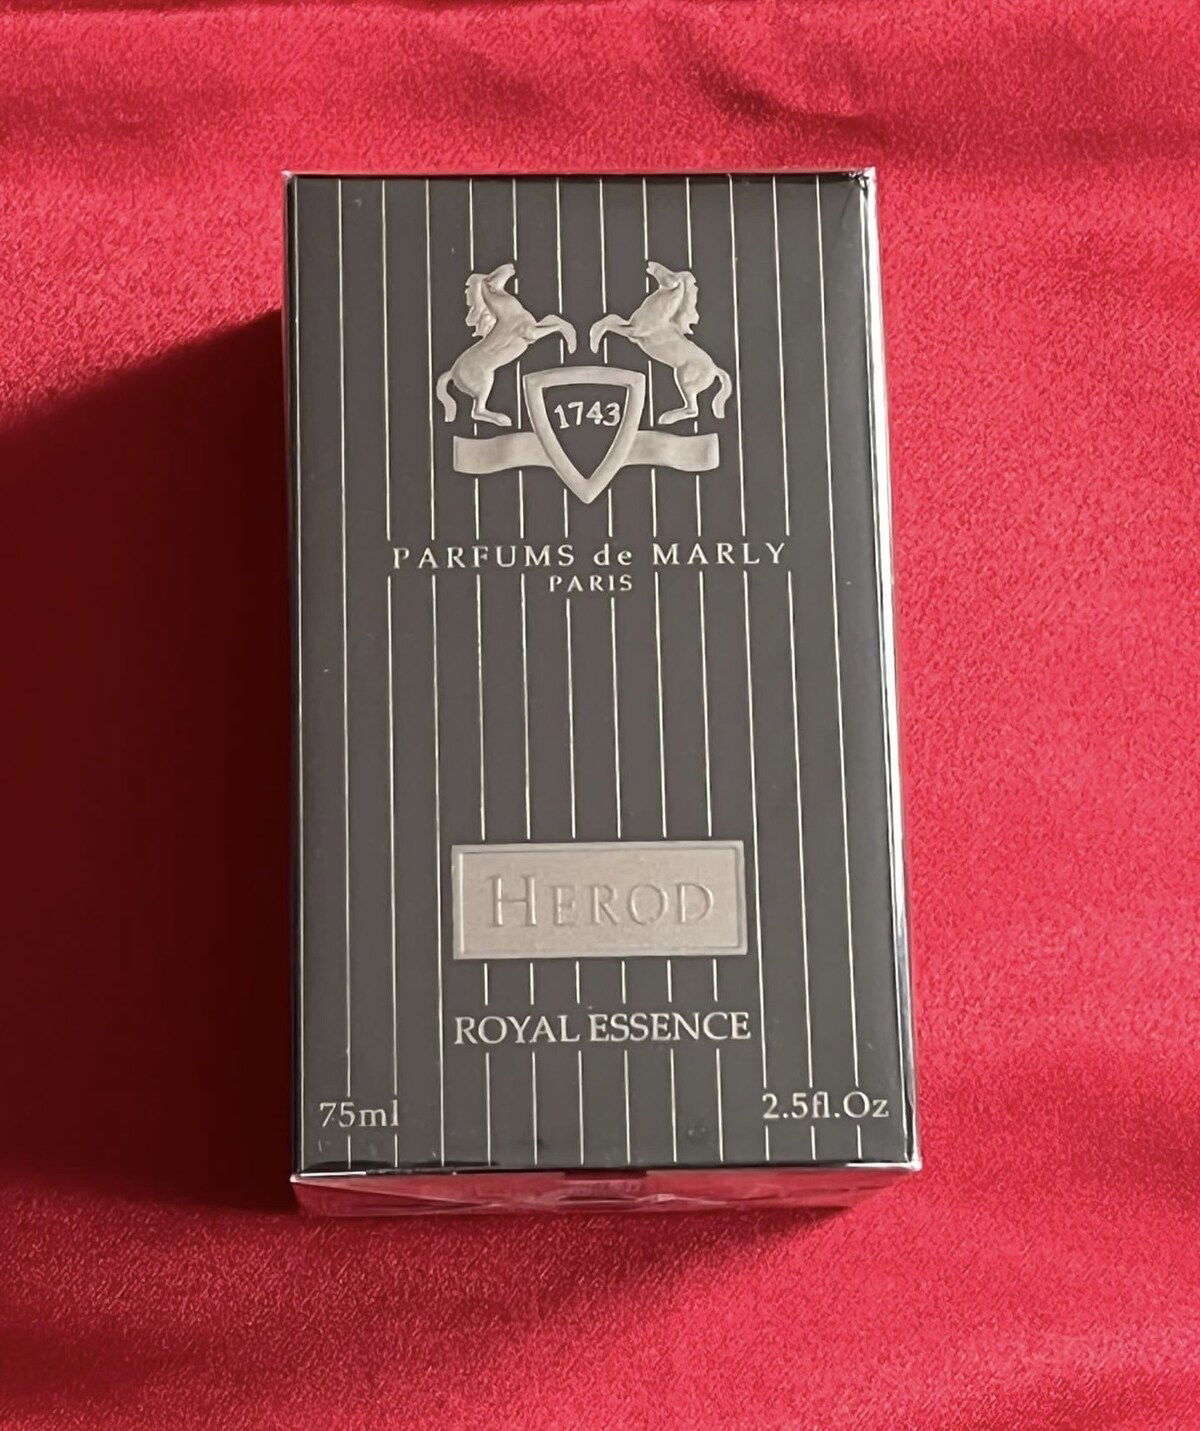 1743
PARFUMS de MARLY
PARIS
HEROD
ROYAL ESSENCE
75ml
2.5fl.Oz